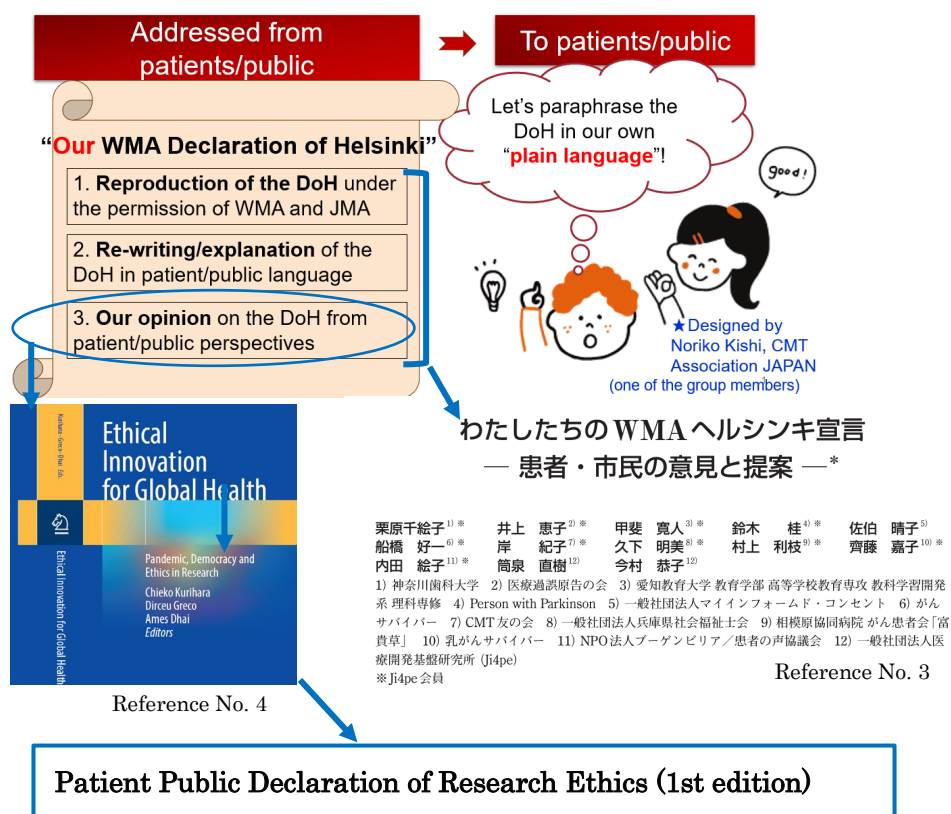 Addressed from
patients/public
To patients/public
Let's paraphrase the
DoH in our own
“plain language”!
good!
“Our WMA Declaration of Helsinki”
1. Reproduction of the DoH under
the permission of WMA and JMA
2. Re-writing/explanation of the
DoH in patient/public language
3. Our opinion on the DoH from
patient/public perspectives
★Designed by
Noriko Kishi, CMT
Association JAPAN
(one of the group members)
Kurihara · Greco · Dhai Eds.
Ethical Innovation for Global Health
Ethical
Innovation
for Global Health
Pandemic, Democracy and
Ethics in Research
Chieko Kurihara
Dirceu Greco
Ames Dhai
Editors
Reference No. 4
わたしたちのWMAヘルシンキ宣言
― 患者・市民の意見と提案 ―*
栗原千絵子1)※ 井上 恵子2)※ 甲斐 寛人3)※ 鈴木 桂4)※ 佐伯 晴子5)
船橋 好一6)※ 岸 紀子7)※ 久下 明美8)※ 村上 利枝9)※ 齊藤 嘉子10)※
内田 絵子11)※ 筒泉 直樹12) 今村 恭子12)
1) 神奈川歯科大学 2) 医療過誤原告の会 3) 愛知教育大学 教育学部 高等学校教育専攻 教科学習開発
系 理科専修 4) Person with Parkinson 5) 一般社団法人マイインフォームド・コンセント 6) がん
サバイバー 7) CMT友の会 8) 一般社団法人兵庫県社会福祉士会 9) 相模原協同病院 がん患者会「富
貴草」 10) 乳がんサバイバー 11) NPO法人ブーゲンビリア／患者の声協議会 12) 一般社団法人医
療開発基盤研究所 (Ji4pe)
※Ji4pe会員
Reference No. 3
Patient Public Declaration of Research Ethics (1st edition)